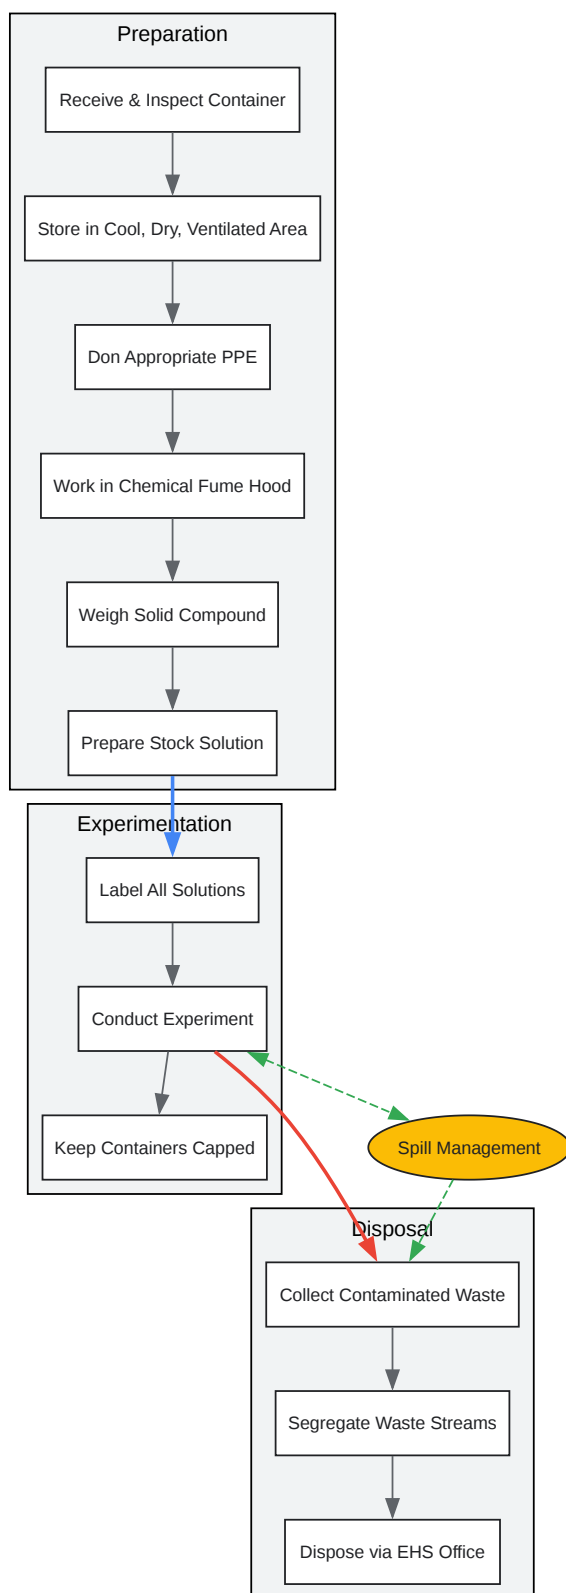 Preparation
Receive & Inspect Container
Store in Cool, Dry, Ventilated Area
Don Appropriate PPE
Work in Chemical Fume Hood
Weigh Solid Compound
Prepare Stock Solution
Experimentation
Label All Solutions
Conduct Experiment
Keep Containers Capped
Spill Management
Disposal
Collect Contaminated Waste
Segregate Waste Streams
Dispose via EHS Office